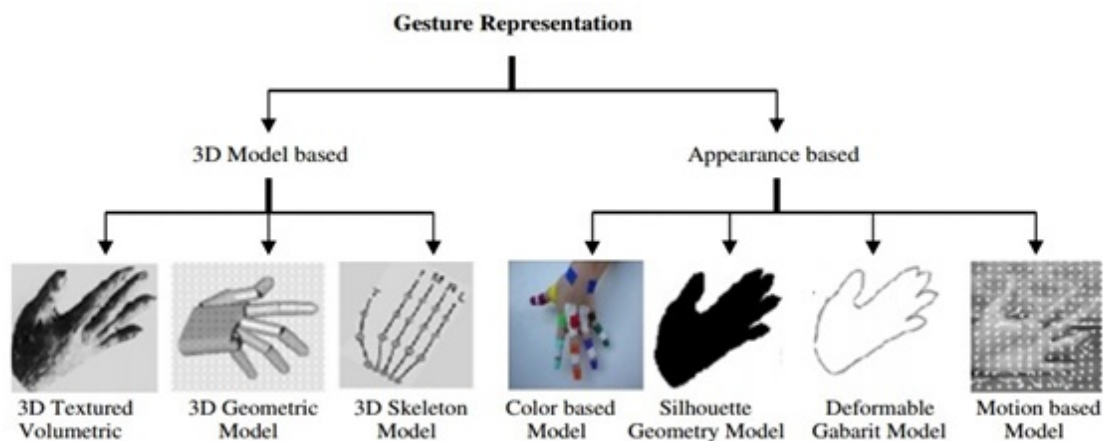 Gesture Representation
3D Model based
Appearance based
3D Textured
Volumetric
3D Geometric
Model
3D Skeleton
Model
T I M R L
Color based
Model
Silhouette
Geometry Model
Deformable
Gabarit Model
Motion based
Model